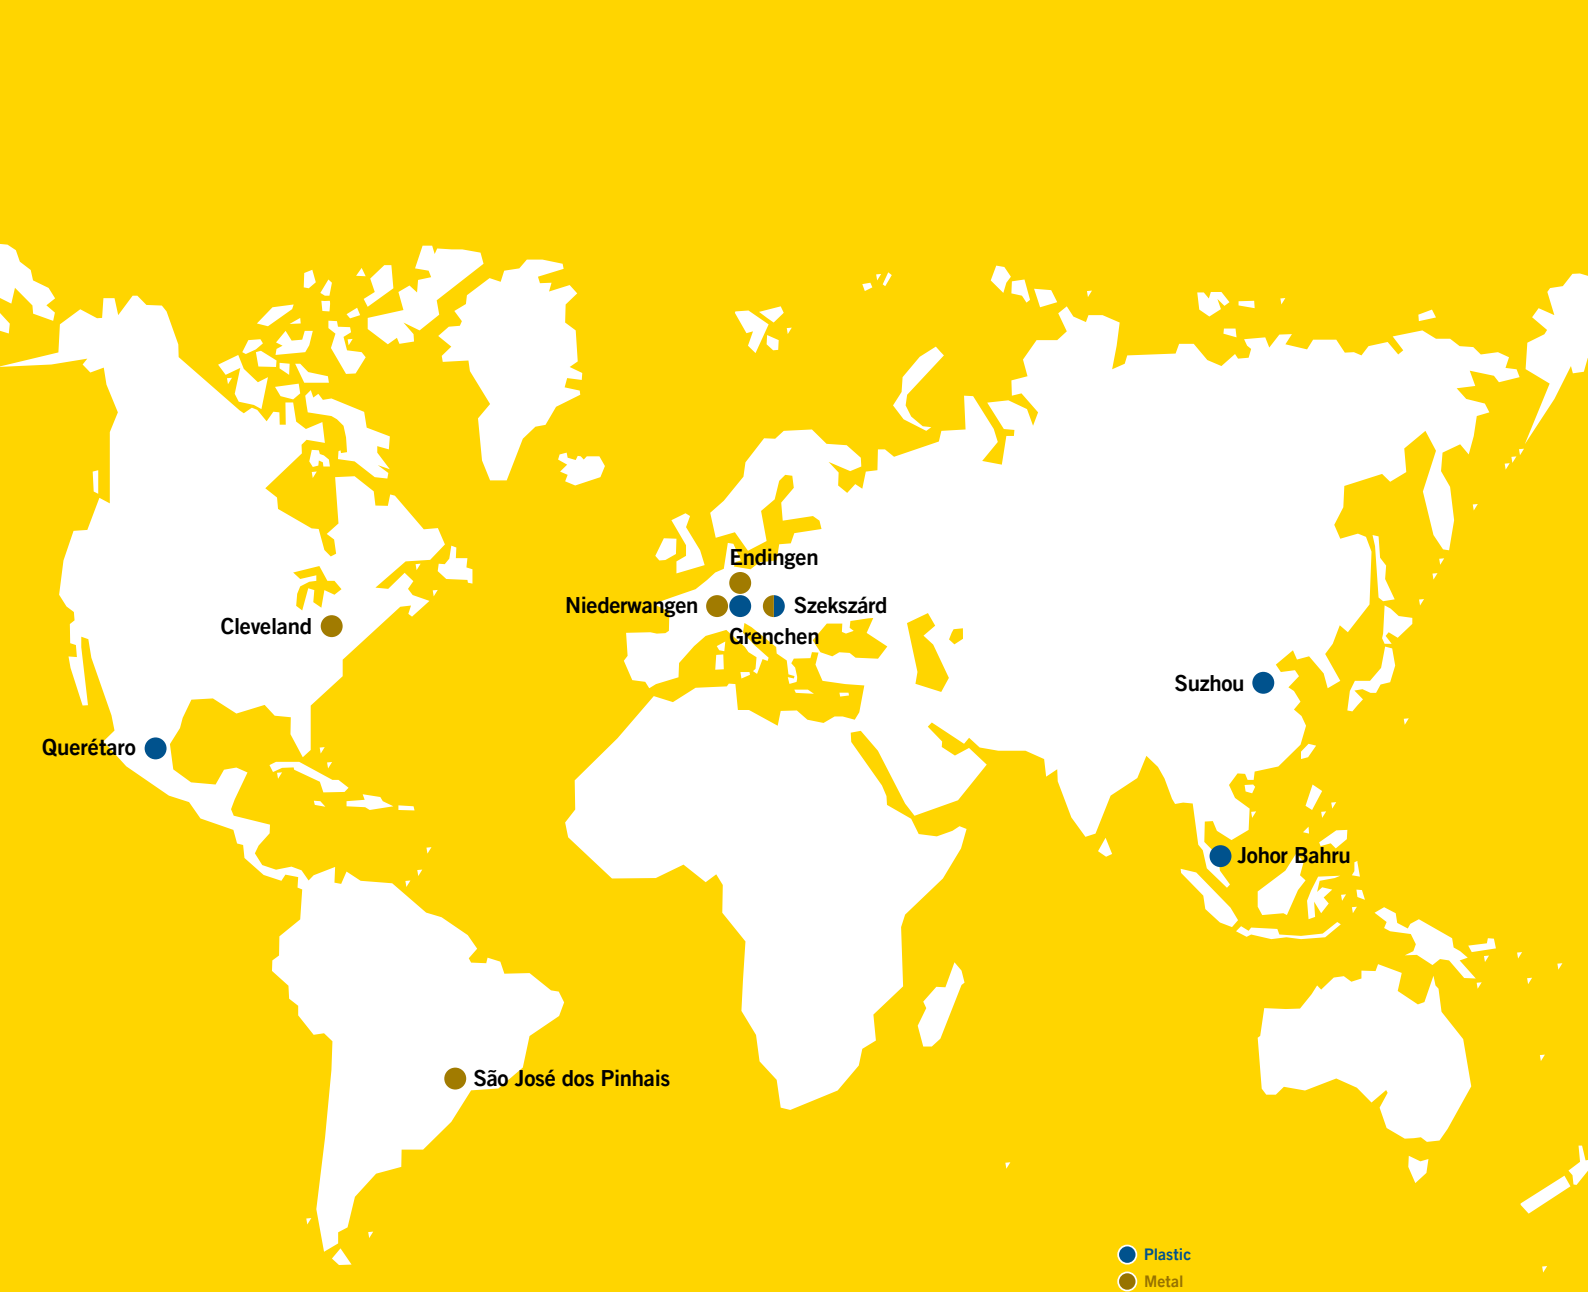 Endingen
Niederwangen
Szekszárd
Cleveland
Grenchen
Suzhou
Querétaro
Johor Bahru
São José dos Pinhais
Plastic
Metal